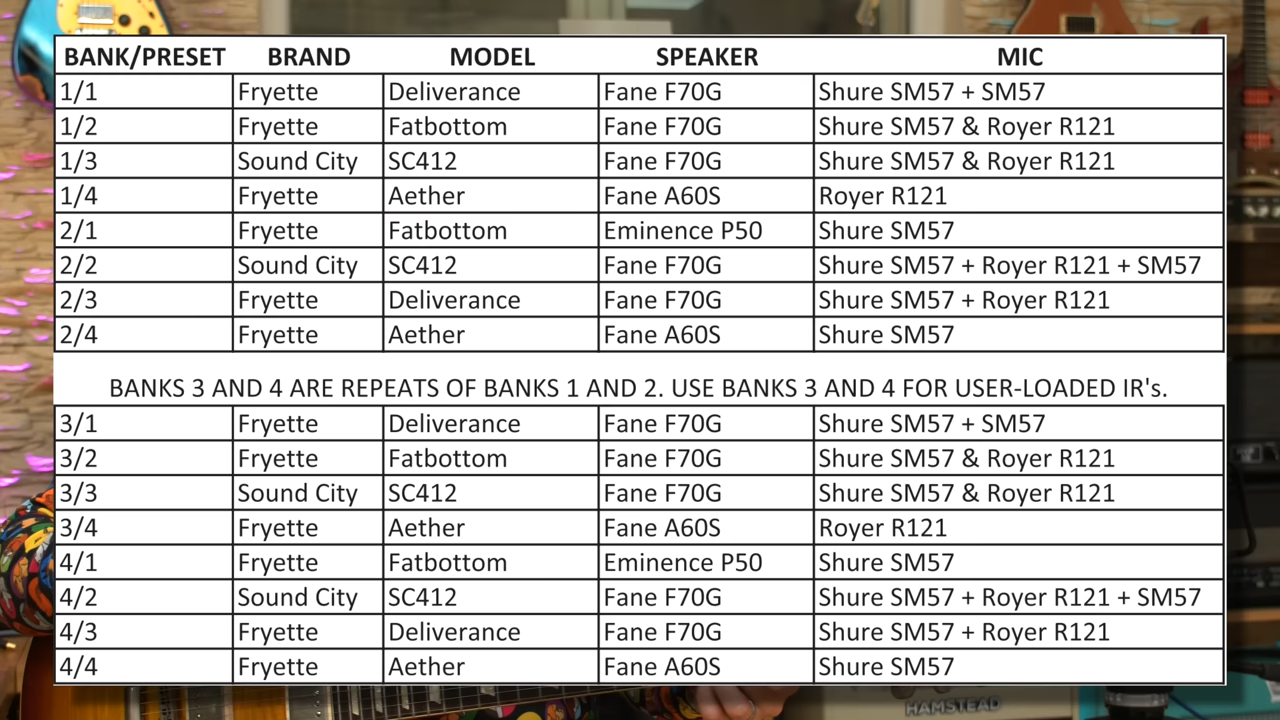 BANK/PRESET BRAND MODEL SPEAKER MIC
1/1 Fryette Deliverance Fane F70G Shure SM57 + SM57
1/2 Fryette Fatbottom Fane F70G Shure SM57 & Royer R121
1/3 Sound City SC412 Fane F70G Shure SM57 & Royer R121
1/4 Fryette Aether Fane A60S Royer R121
2/1 Fryette Fatbottom Eminence P50 Shure SM57
2/2 Sound City SC412 Fane F70G Shure SM57 + Royer R121 + SM57
2/3 Fryette Deliverance Fane F70G Shure SM57 + Royer R121
2/4 Fryette Aether Fane A60S Shure SM57
BANKS 3 AND 4 ARE REPEATS OF BANKS 1 AND 2. USE BANKS 3 AND 4 FOR USER-LOADED IR's.
3/1 Fryette Deliverance Fane F70G Shure SM57 + SM57
3/2 Fryette Fatbottom Fane F70G Shure SM57 & Royer R121
3/3 Sound City SC412 Fane F70G Shure SM57 & Royer R121
3/4 Fryette Aether Fane A60S Royer R121
4/1 Fryette Fatbottom Eminence P50 Shure SM57
4/2 Sound City SC412 Fane F70G Shure SM57 + Royer R121 + SM57
4/3 Fryette Deliverance Fane F70G Shure SM57 + Royer R121
4/4 Fryette Aether Fane A60S Shure SM57
HAMSTEAD